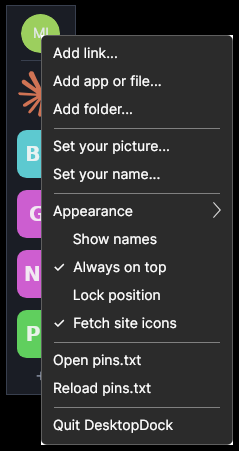 MI
Add link...
Add app or file...
Add folder...
Set your picture...
Set your name...
Appearance
Show names
✓ Always on top
Lock position
✓ Fetch site icons
Open pins.txt
Reload pins.txt
Quit DesktopDock
B
G
N
P
+